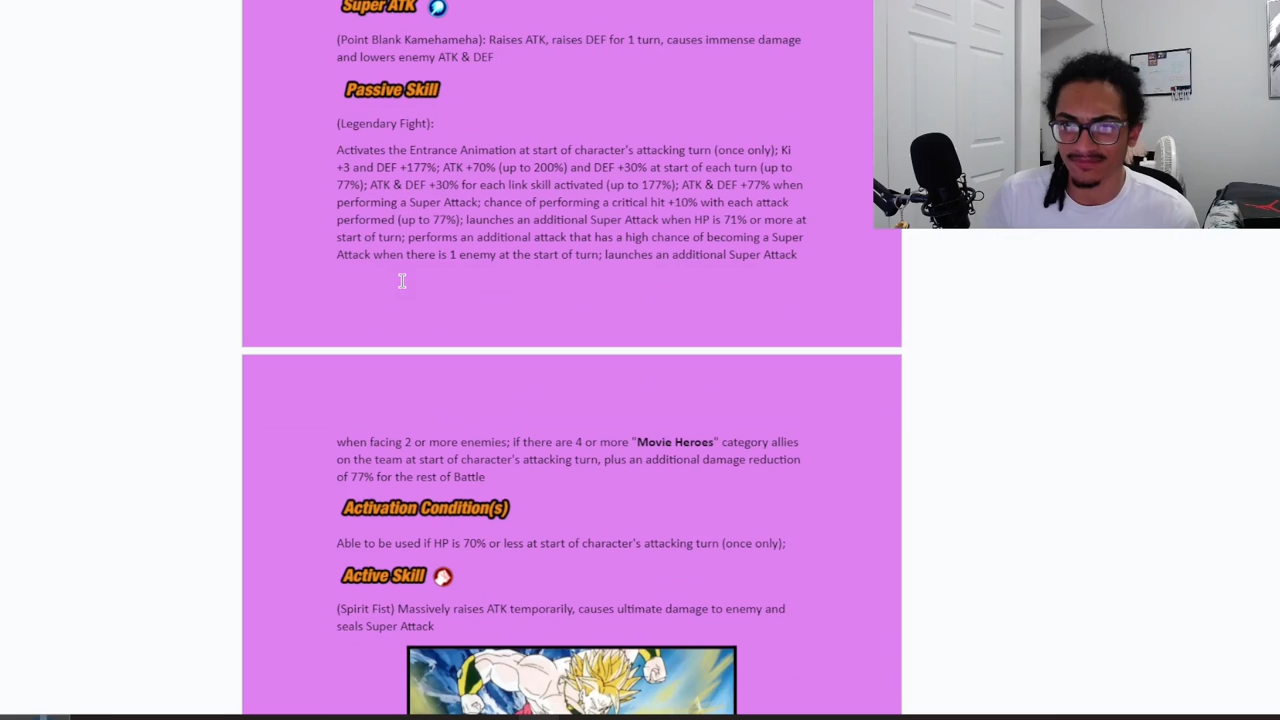 Super ATK
(Point Blank Kamehameha): Raises ATK, raises DEF for 1 turn, causes immense damage
and lowers enemy ATK & DEF
Passive Skill
(Legendary Fight):
Activates the Entrance Animation at start of character's attacking turn (once only); Ki
+3 and DEF +177%; ATK +70% (up to 200%) and DEF +30% at start of each turn (up to
77%); ATK & DEF +30% for each link skill activated (up to 177%); ATK & DEF +77% when
performing a Super Attack; chance of performing a critical hit +10% with each attack
performed (up to 77%); launches an additional Super Attack when HP is 71% or more at
start of turn; performs an additional attack that has a high chance of becoming a Super
Attack when there is 1 enemy at the start of turn; launches an additional Super Attack
when facing 2 or more enemies; if there are 4 or more "Movie Heroes" category allies
on the team at start of character's attacking turn, plus an additional damage reduction
of 77% for the rest of Battle
Activation Condition(s)
Able to be used if HP is 70% or less at start of character's attacking turn (once only);
Active Skill
(Spirit Fist) Massively raises ATK temporarily, causes ultimate damage to enemy and
seals Super Attack